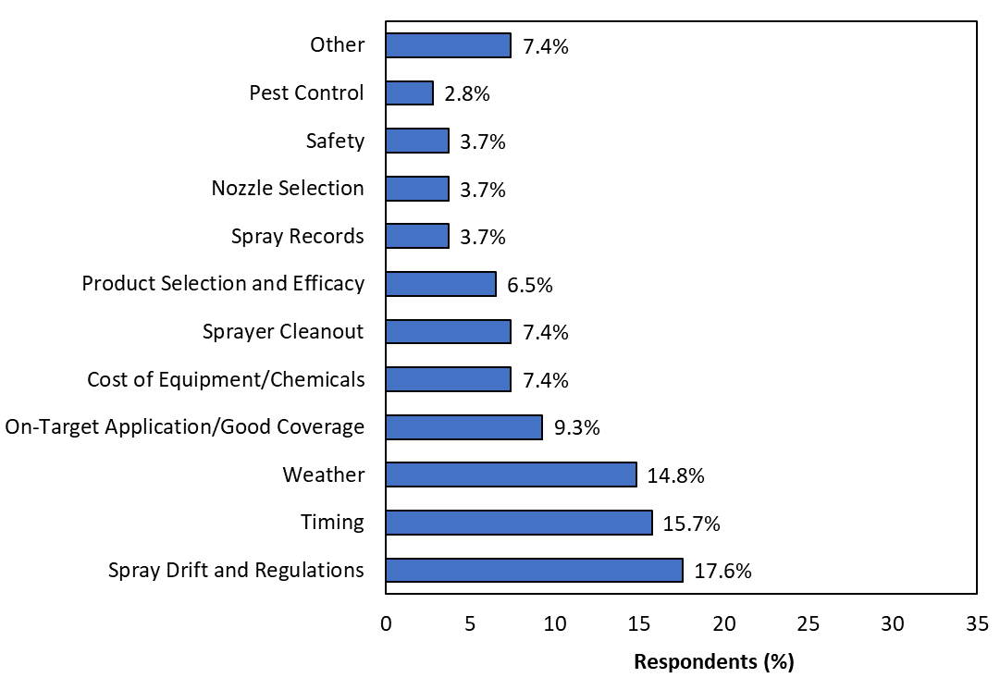 Other 7.4%
Pest Control 2.8%
Safety 3.7%
Nozzle Selection 3.7%
Spray Records 3.7%
Product Selection and Efficacy 6.5%
Sprayer Cleanout 7.4%
Cost of Equipment/Chemicals 7.4%
On-Target Application/Good Coverage 9.3%
Weather 14.8%
Timing 15.7%
Spray Drift and Regulations 17.6%
0 5 10 15 20 25 30 35
Respondents (%)